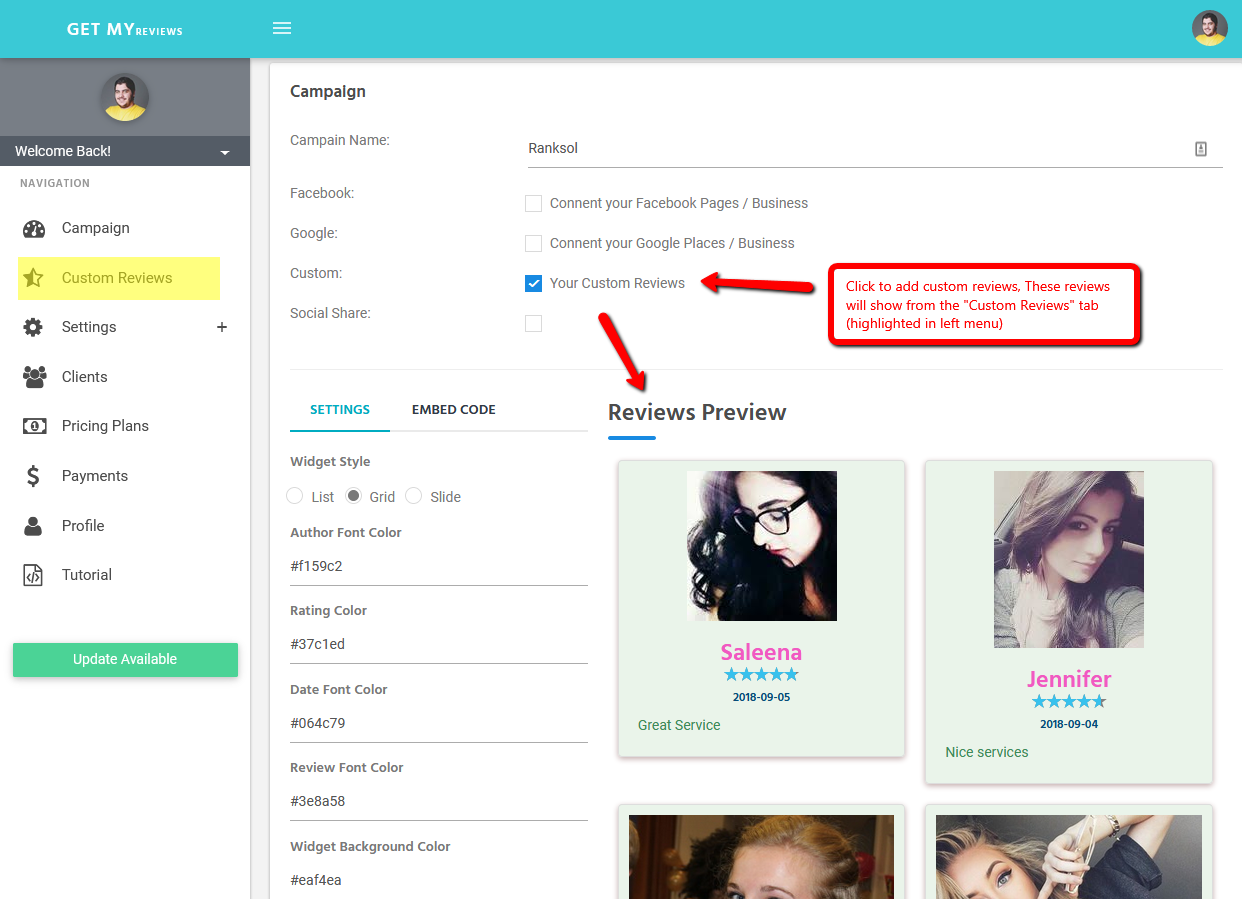 GET MYREVIEWS
Welcome Back!
NAVIGATION
Campaign
Custom Reviews
Settings +
Clients
Pricing Plans
Payments
Profile
Tutorial
Update Available
Campaign
Campain Name:
Ranksol
Facebook:
Connent your Facebook Pages / Business
Google:
Connent your Google Places / Business
Custom:
Your Custom Reviews
Social Share:
Click to add custom reviews, These reviews
will show from the "Custom Reviews" tab
(highlighted in left menu)
SETTINGS
EMBED CODE
Widget Style
List
Grid
Slide
Author Font Color
#f159c2
Rating Color
#37c1ed
Date Font Color
#064c79
Review Font Color
#3e8a58
Widget Background Color
#eaf4ea
Reviews Preview
Saleena
2018-09-05
Great Service
Jennifer
2018-09-04
Nice services